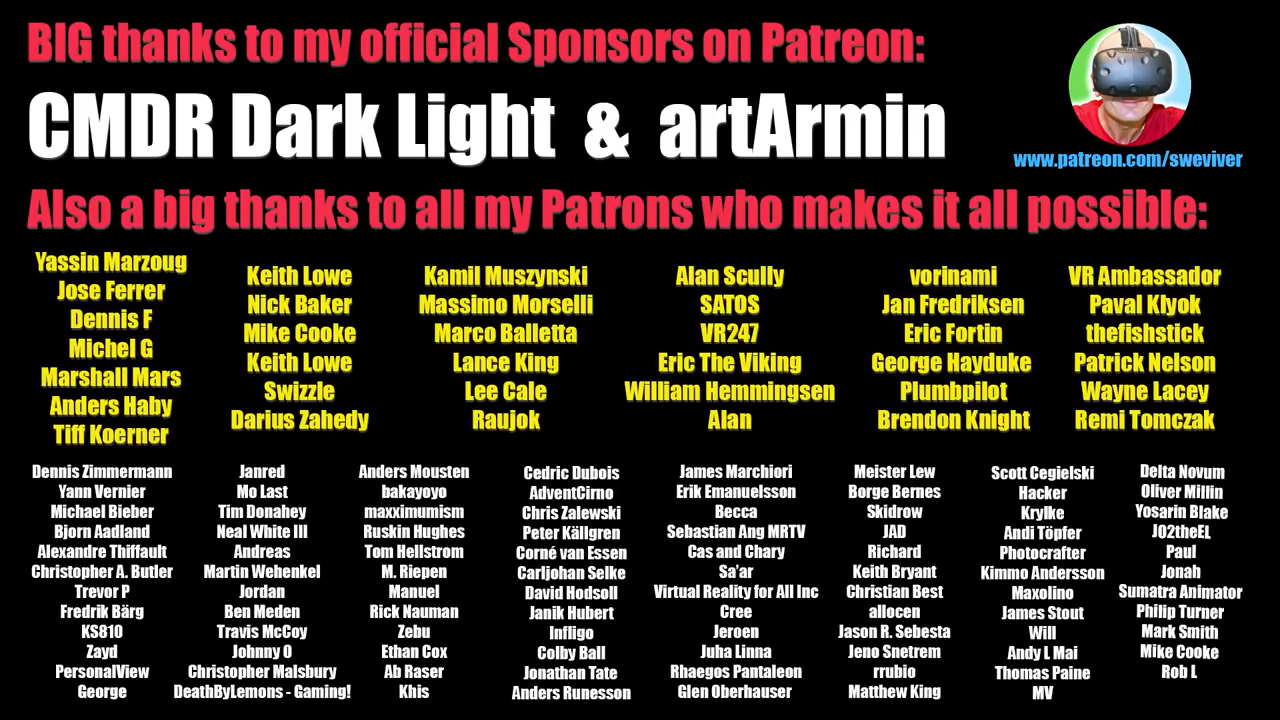 BIG thanks to my official Sponsors on Patreon:
CMDR Dark Light & artArmin
www.patreon.com/sweviver
Also a big thanks to all my Patrons who makes it all possible:
Yassin Marzoug
Jose Ferrer
Dennis F
Michel G
Marshall Mars
Anders Haby
Tiff Koerner
Keith Lowe
Nick Baker
Mike Cooke
Keith Lowe
Swizzle
Darius Zahedy
Kamil Muszynski
Massimo Morselli
Marco Balletta
Lance King
Lee Cale
Raujok
Alan Scully
SATOS
VR247
Eric The Viking
William Hemmingsen
Alan
vorinami
Jan Fredriksen
Eric Fortin
George Hayduke
Plumbpilot
Brendon Knight
VR Ambassador
Paval Klyok
thefishstick
Patrick Nelson
Wayne Lacey
Remi Tomczak
Dennis Zimmermann
Yann Vernier
Michael Bieber
Bjorn Aadland
Alexandre Thiffault
Christopher A. Butler
Trevor P
Fredrik Bärg
KS810
Zayd
PersonalView
George
Janred
Mo Last
Tim Donahey
Neal White III
Andreas
Martin Wehenkel
Jordan
Ben Meden
Travis McCoy
Johnny O
Christopher Malsbury
DeathByLemons - Gaming!
Anders Mousten
bakayoyo
maxximumism
Ruskin Hughes
Tom Hellstrom
M. Riepen
Manuel
Rick Nauman
Zebu
Ethan Cox
Ab Raser
Khis
Cedric Dubois
AdventCirno
Chris Zalewski
Peter Källgren
Corné van Essen
Carljohan Selke
David Hodsoll
Janik Hubert
Infligo
Colby Ball
Jonathan Tate
Anders Runesson
James Marchiori
Erik Emanuelsson
Becca
Sebastian Ang MRTV
Cas and Chary
Sa'ar
Virtual Reality for All Inc
Cree
Jeroen
Juha Linna
Rhaegos Pantaleon
Glen Oberhauser
Meister Lew
Borge Bernes
Skidrow
JAD
Richard
Keith Bryant
Christian Best
allocen
Jason R. Sebesta
Jeno Snetrem
rrubio
Matthew King
Scott Cegielski
Hacker
Krylke
Andi Töpfer
Photocrafter
Kimmo Andersson
Maxolino
James Stout
Will
Andy L Mai
Thomas Paine
MV
Delta Novum
Oliver Millin
Yosarin Blake
JO2theEL
Paul
Jonah
Sumatra Animator
Philip Turner
Mark Smith
Mike Cooke
Rob L